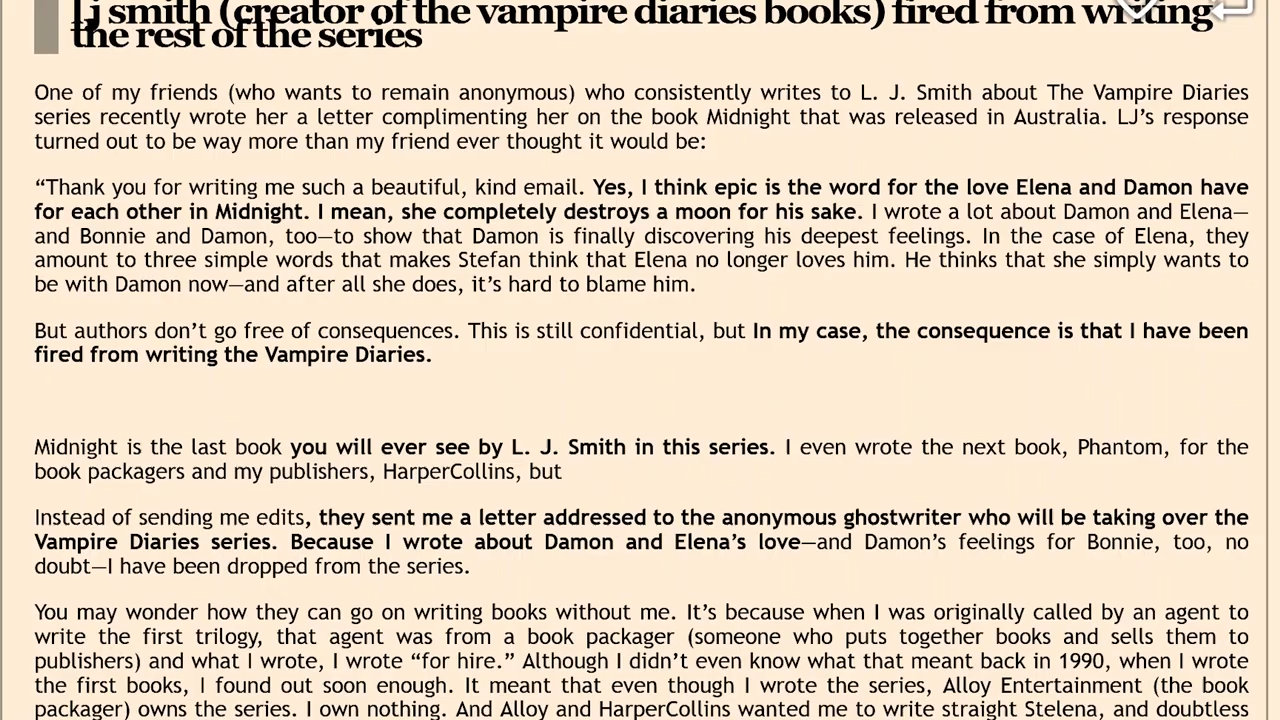 Lj smith (creator of the vampire diaries books) fired from writing
the rest of the series
One of my friends (who wants to remain anonymous) who consistently writes to L. J. Smith about The Vampire Diaries
series recently wrote her a letter complimenting her on the book Midnight that was released in Australia. LJ’s response
turned out to be way more than my friend ever thought it would be:
“Thank you for writing me such a beautiful, kind email. Yes, I think epic is the word for the love Elena and Damon have
for each other in Midnight. I mean, she completely destroys a moon for his sake. I wrote a lot about Damon and Elena—
and Bonnie and Damon, too—to show that Damon is finally discovering his deepest feelings. In the case of Elena, they
amount to three simple words that makes Stefan think that Elena no longer loves him. He thinks that she simply wants to
be with Damon now—and after all she does, it’s hard to blame him.
But authors don’t go free of consequences. This is still confidential, but In my case, the consequence is that I have been
fired from writing the Vampire Diaries.
Midnight is the last book you will ever see by L. J. Smith in this series. I even wrote the next book, Phantom, for the
book packagers and my publishers, HarperCollins, but
Instead of sending me edits, they sent me a letter addressed to the anonymous ghostwriter who will be taking over the
Vampire Diaries series. Because I wrote about Damon and Elena’s love—and Damon’s feelings for Bonnie, too, no
doubt—I have been dropped from the series.
You may wonder how they can go on writing books without me. It’s because when I was originally called by an agent to
write the first trilogy, that agent was from a book packager (someone who puts together books and sells them to
publishers) and what I wrote, I wrote “for hire.” Although I didn’t even know what that meant back in 1990, when I wrote
the first books, I found out soon enough. It meant that even though I wrote the series, Alloy Entertainment (the book
packager) owns the series. I own nothing. And Alloy and HarperCollins wanted me to write straight Stelena, and doubtless